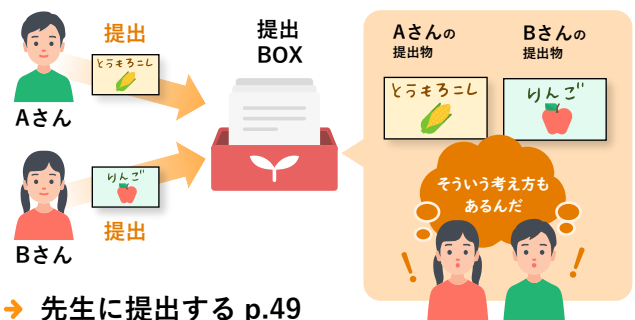 提出
とうもろこし
Aさん
りんご
提出
Bさん
提出
BOX
Aさんの
提出物
Bさんの
提出物
とうもろこし
りんご
そういう考え方も
あるんだ
! !
→ 先生に提出する p.49